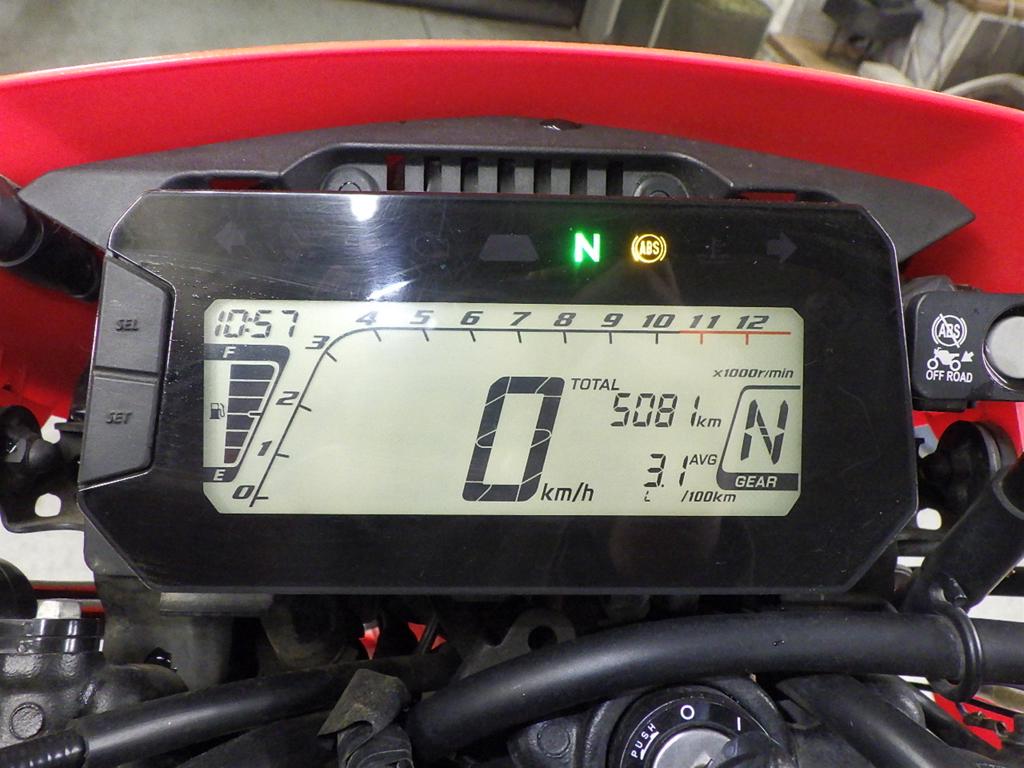 N ABS
SEL
SET
10:57
F
E
0 1 2 3 4 5 6 7 8 9 10 11 12
x1000r/min
0 km/h
TOTAL
5081 km
3.1 AVG
L /100km
N
GEAR
ABS
OFF ROAD
PUSH O I